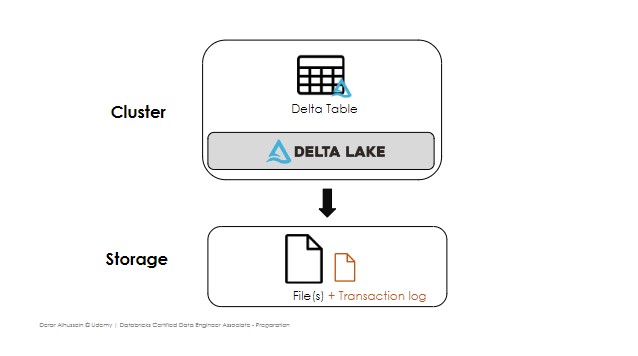 Delta Table
Cluster
DELTA LAKE
Storage
File(s) + Transaction log
Derar Alhussein © Udemy | Databricks Certified Data Engineer Associate - Preparation